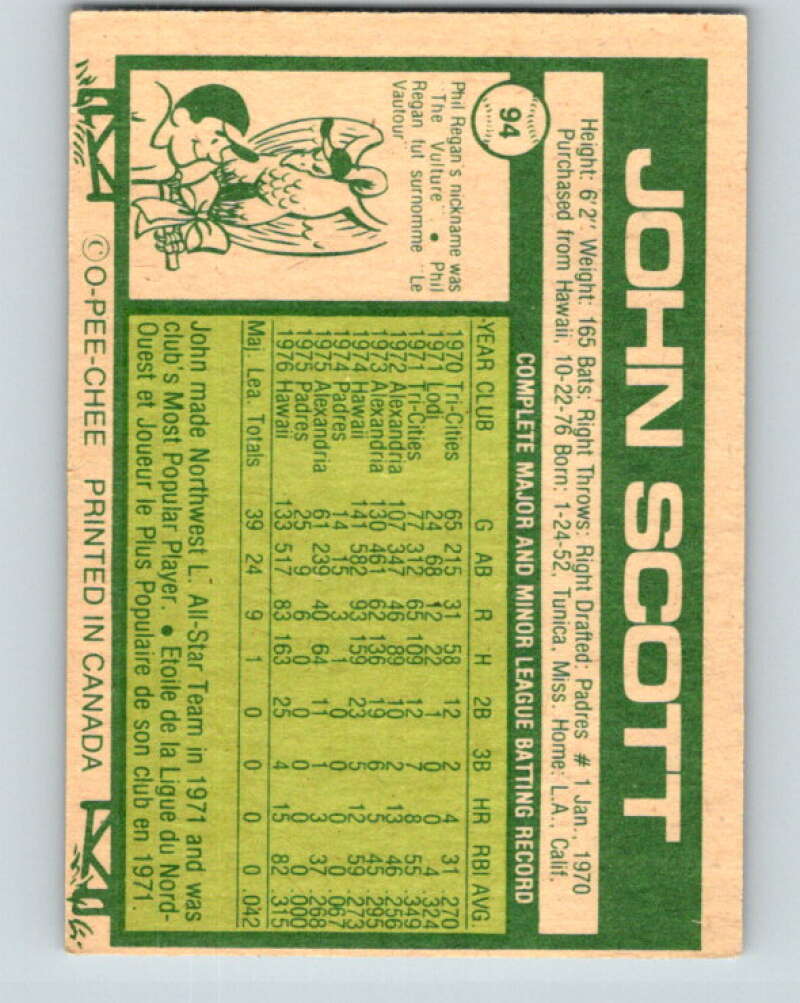 JOHN SCOTT
94
Height: 6'2" Weight: 165 Bats: Right Throws: Right Drafted: Padres # 1 Jan., 1970
Purchased from Hawaii, 10-22-76 Born: 1-24-52, Tunica, Miss. Home: L.A., Calif.
COMPLETE MAJOR AND MINOR LEAGUE BATTING RECORD
Phil Regan's nickname was
"The Vulture". • Phil
Regan fut surnomme "Le
Vautour"
YEAR CLUB G AB R H 2B 3B HR RBI AVG.
1970 Tri-Cities 65 215 31 58 12 2 4 31 .270
1971 Lodi 24 68 12 22 1 0 0 4 .324
1971 Tri-Cities 77 312 65 109 12 7 8 55 .349
1972 Alexandria 107 347 46 89 10 2 13 46 .256
1973 Alexandria 130 461 62 136 19 6 5 45 .295
1974 Hawaii 141 582 93 159 23 5 12 59 .273
1974 Padres 14 15 3 1 0 0 0 0 .067
1975 Alexandria 61 239 40 64 11 1 3 37 .268
1975 Padres 25 9 6 0 0 0 0 0 .000
1976 Hawaii 133 517 83 163 25 4 15 82 .315
Maj. Lea. Totals 39 24 9 1 0 0 0 0 .042
John made Northwest L. All-Star Team in 1971 and was
club's Most Popular Player. • Etoile de la Ligue du Nord-
Ouest et Joueur le Plus Populaire de son club en 1971.
© O-PEE-CHEE PRINTED IN CANADA